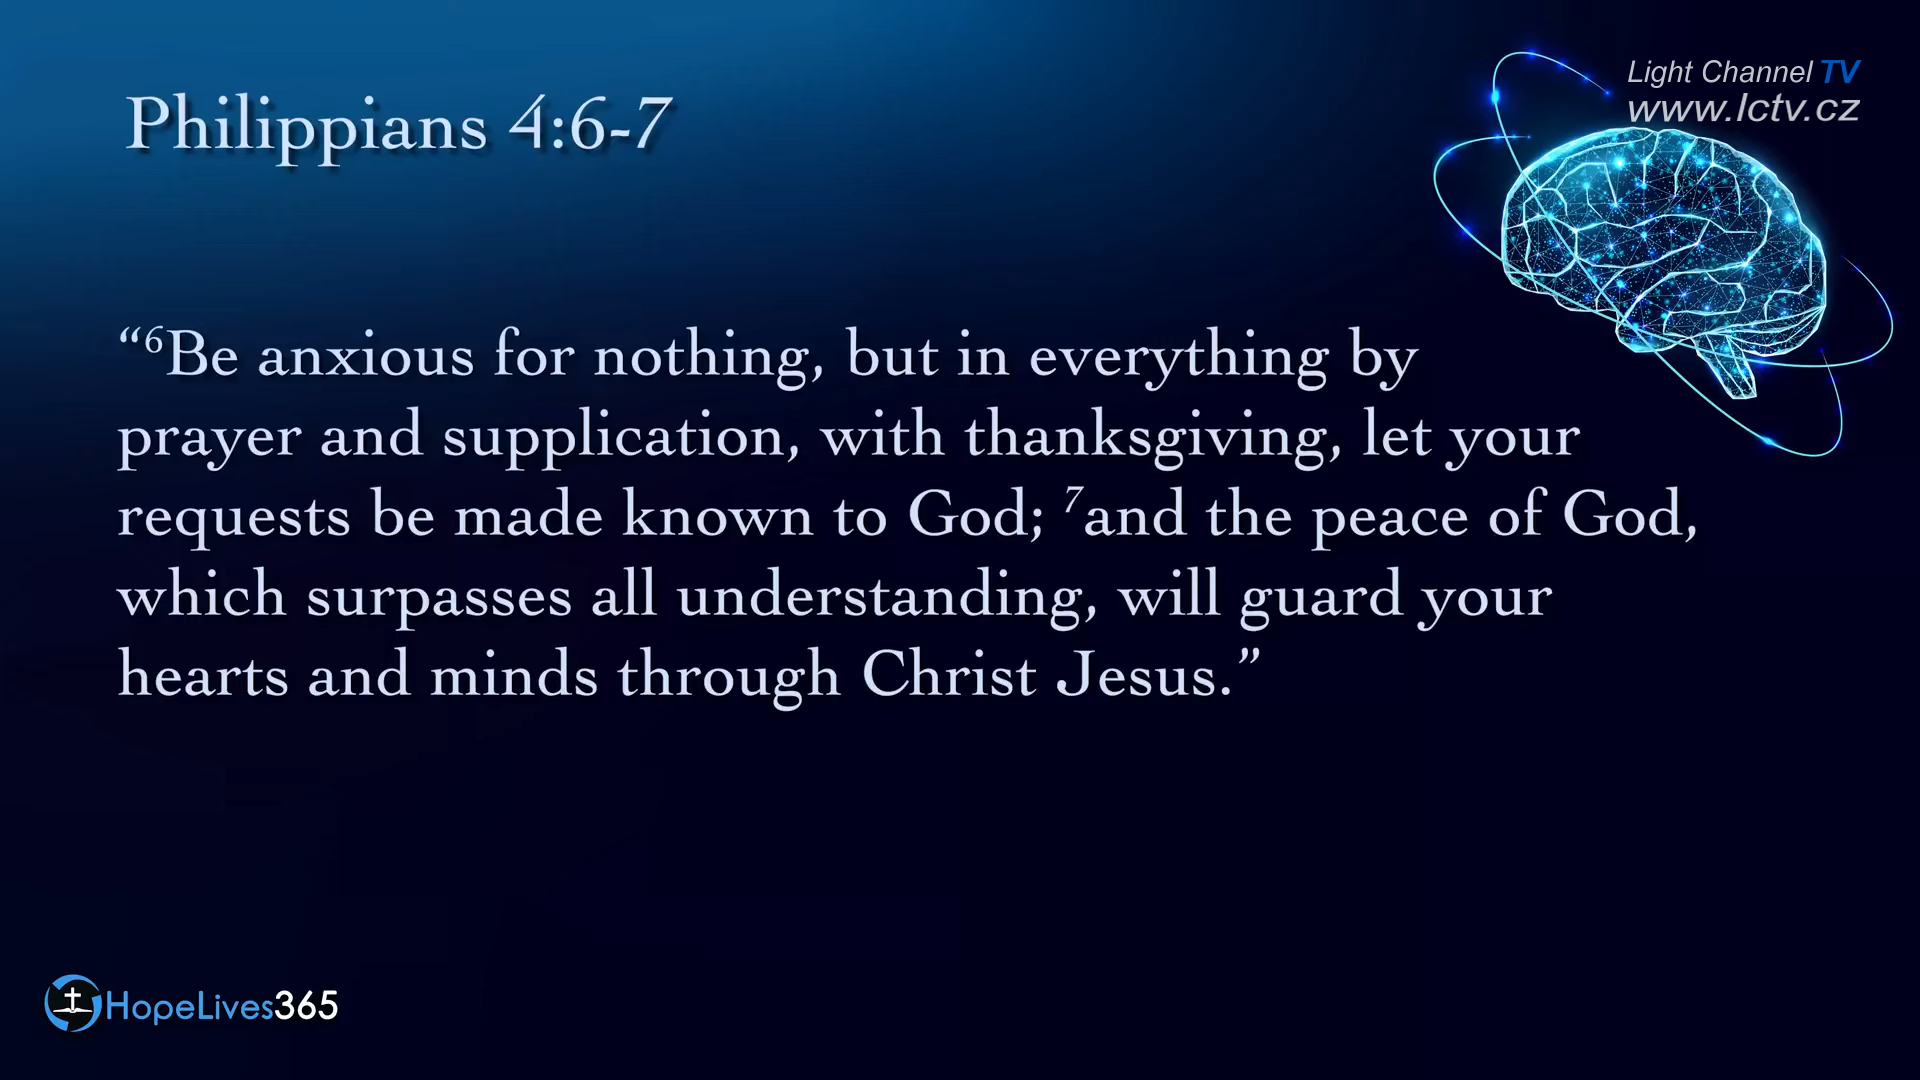 Light Channel TV
www.lctv.cz
Philippians 4:6-7
“⁶Be anxious for nothing, but in everything by
prayer and supplication, with thanksgiving, let your
requests be made known to God; ⁷and the peace of God,
which surpasses all understanding, will guard your
hearts and minds through Christ Jesus.”
HopeLives365